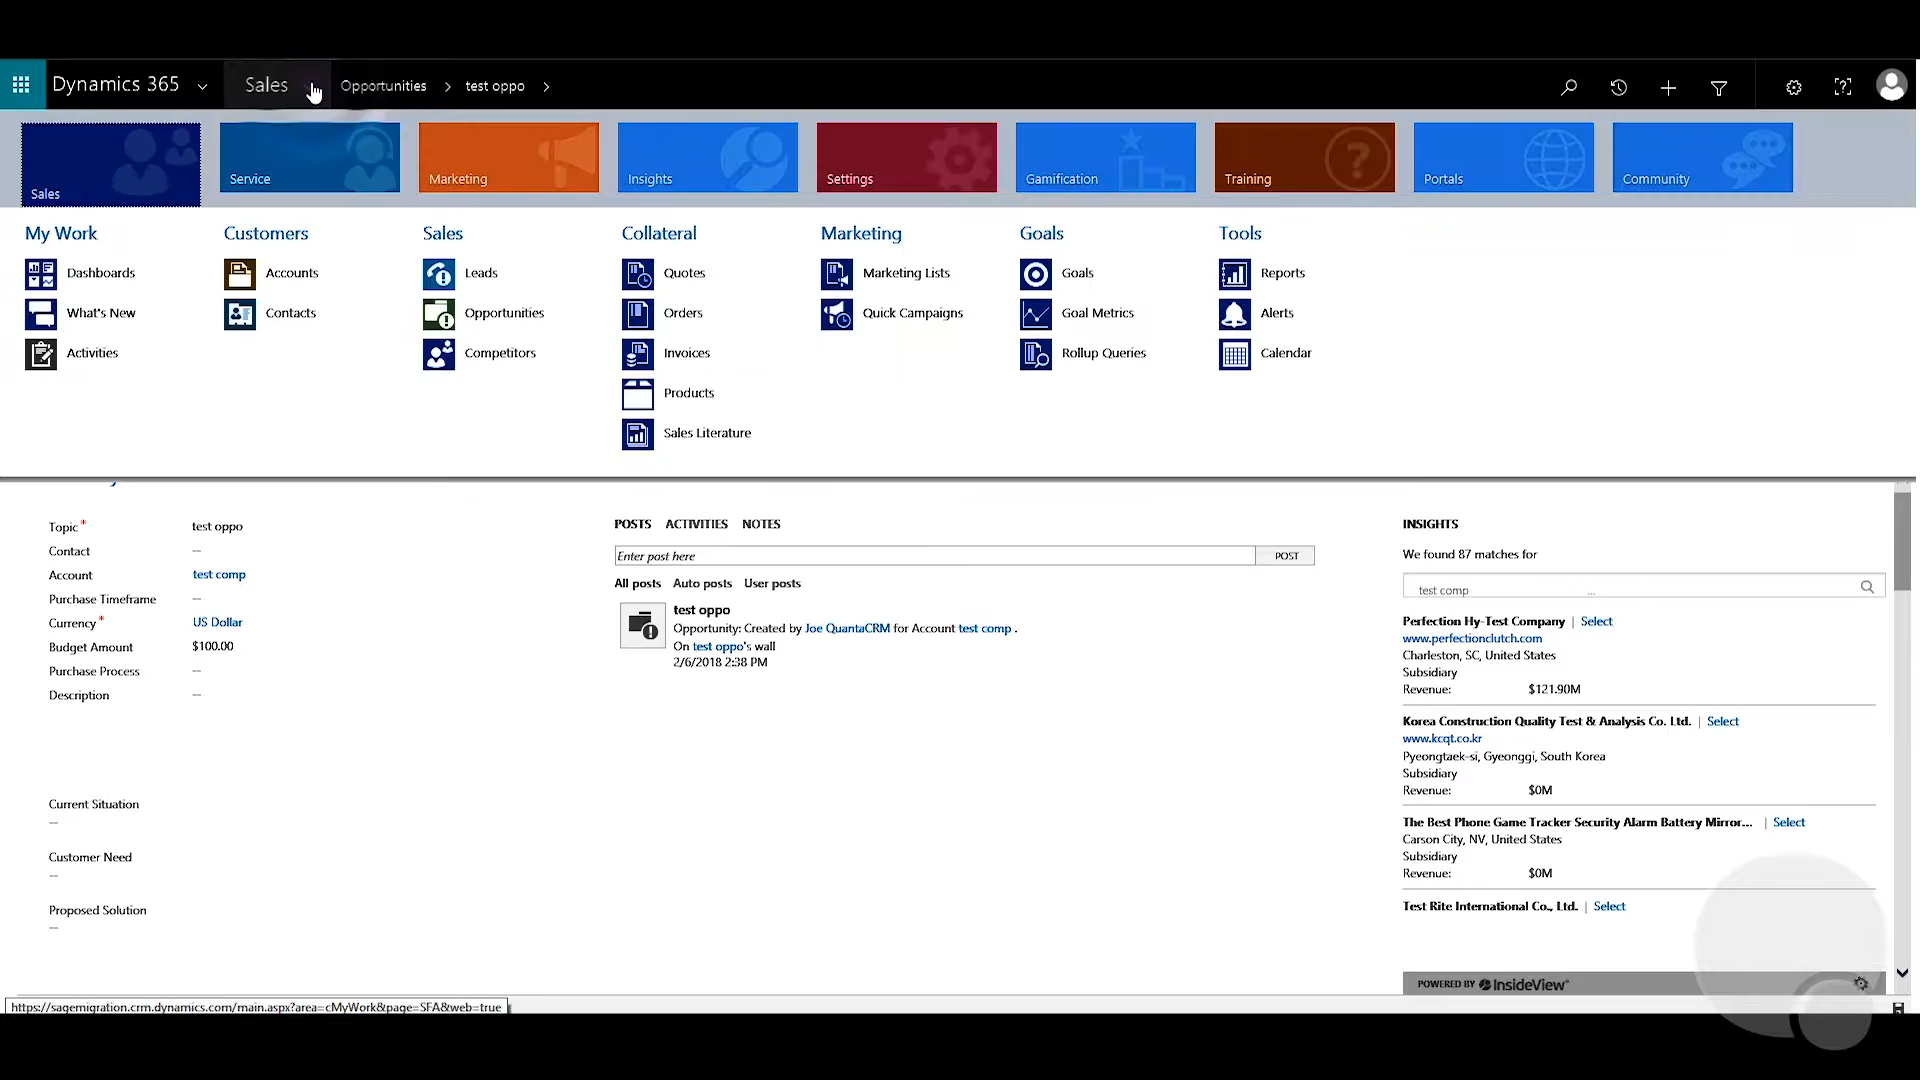 Dynamics 365
Sales
Opportunities
test oppo
Sales
Service
Marketing
Insights
Settings
Gamification
Training
Portals
Community
My Work
Dashboards
What's New
Activities
Customers
Accounts
Contacts
Sales
Leads
Opportunities
Competitors
Collateral
Quotes
Orders
Invoices
Products
Sales Literature
Marketing
Marketing Lists
Quick Campaigns
Goals
Goals
Goal Metrics
Rollup Queries
Tools
Reports
Alerts
Calendar
Topic* test oppo
Contact --
Account test comp
Purchase Timeframe --
Currency* US Dollar
Budget Amount $100.00
Purchase Process --
Description --
Current Situation
--
Customer Need
--
Proposed Solution
--
POSTS ACTIVITIES NOTES
Enter post here POST
All posts Auto posts User posts
test oppo
Opportunity: Created by Joe QuantaCRM for Account test comp .
On test oppo's wall
2/6/2018 2:38 PM
INSIGHTS
We found 87 matches for
test comp ...
Perfection Hy-Test Company | Select
www.perfectionclutch.com
Charleston, SC, United States
Subsidiary
Revenue: $121.90M
Korea Construction Quality Test & Analysis Co. Ltd. | Select
www.kcqt.co.kr
Pyeongtaek-si, Gyeonggi, South Korea
Subsidiary
Revenue: $0M
The Best Phone Game Tracker Security Alarm Battery Mirror... | Select
Carson City, NV, United States
Subsidiary
Revenue: $0M
Test Rite International Co., Ltd. | Select
POWERED BY InsideView
https://sagemigration.crm.dynamics.com/main.aspx?area=cMyWork&page=SFA&web=true